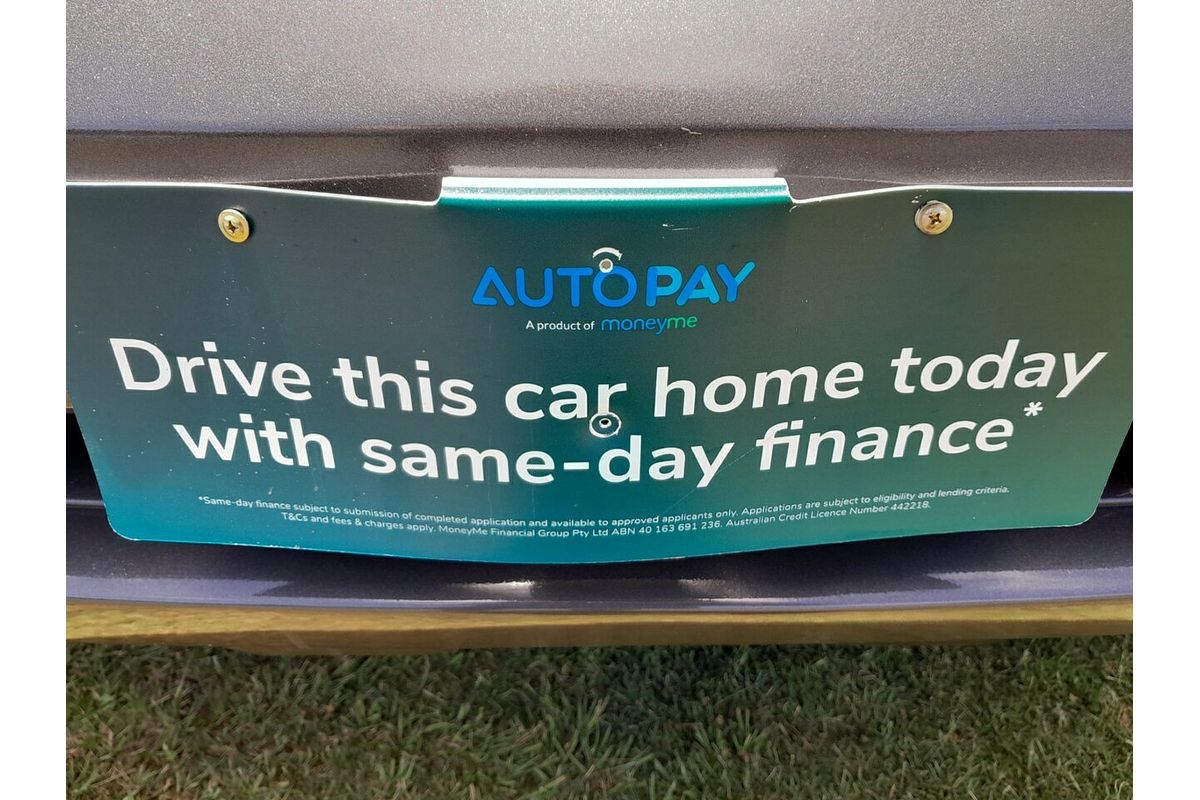 AUTOPAY
A product of moneyme
Drive this car home today
with same-day finance*
*Same-day finance subject to submission of completed application and available to approved applicants only. Applications are subject to eligibility and lending criteria.
T&Cs and fees & charges apply. MoneyMe Financial Group Pty Ltd ABN 40 163 691 236. Australian Credit Licence Number 442218.